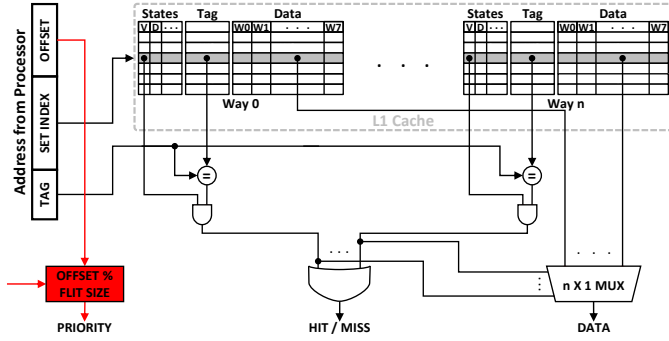 States Tag Data
V D ··· W0 W1 · · · W7
Way 0
. . .
States Tag Data
V D ··· W0 W1 · · · W7
Way n
L1 Cache
Address from Processor
OFFSET
SET INDEX
TAG
=
=
. . .
. . .
OFFSET %
FLIT SIZE
n X 1 MUX
PRIORITY
HIT / MISS
DATA